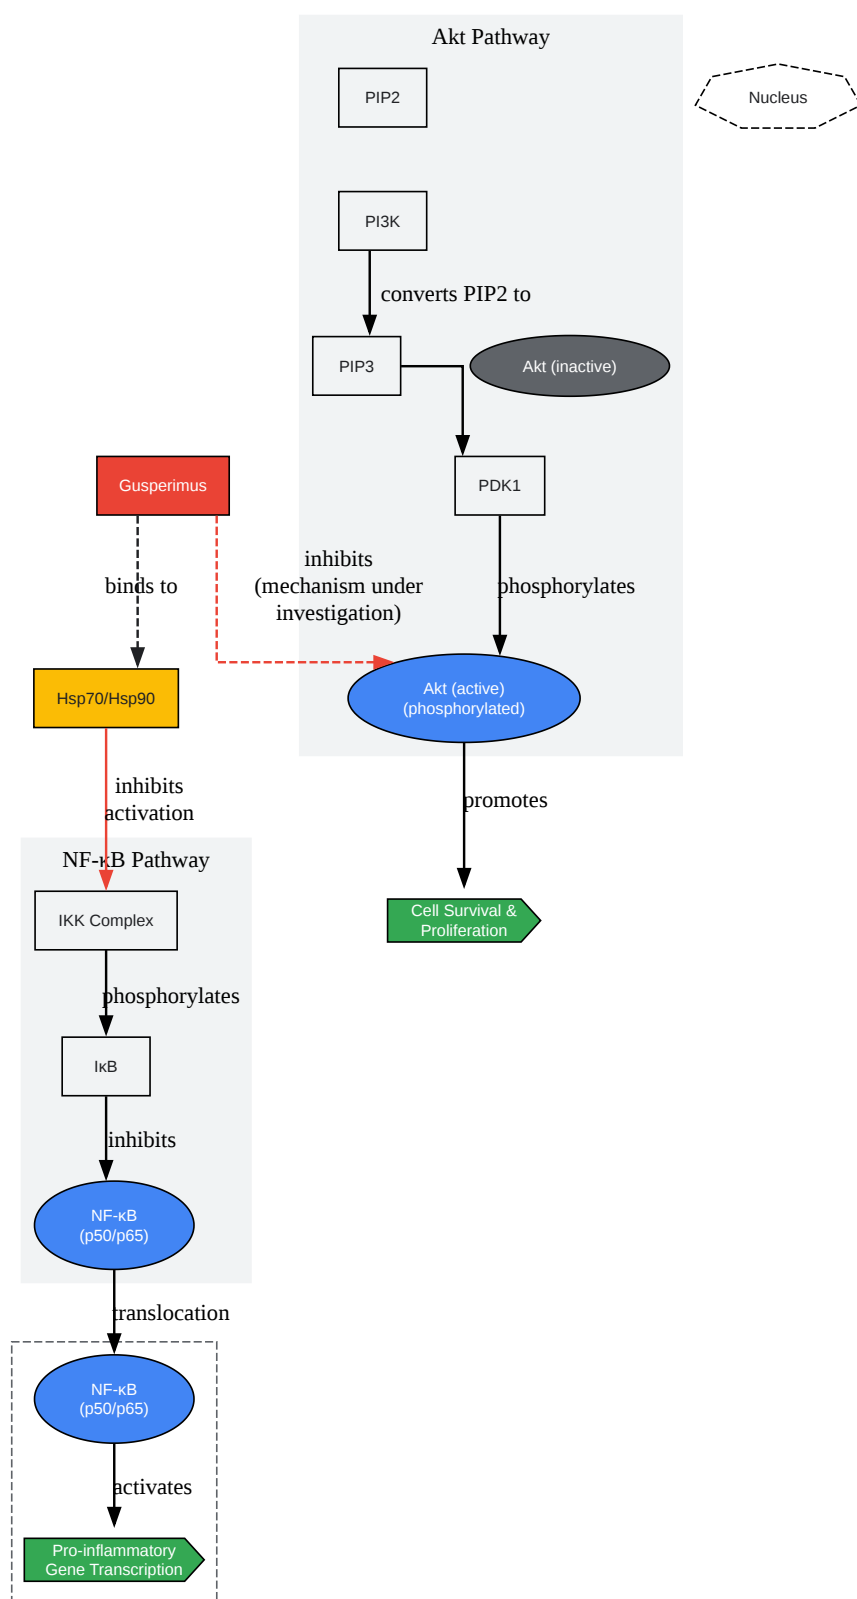 Akt Pathway
PIP2
Nucleus
PI3K
converts PIP2 to
PIP3
Akt (inactive)
Gusperimus
PDK1
binds to
inhibits
(mechanism under
investigation)
phosphorylates
Hsp70/Hsp90
Akt (active)
(phosphorylated)
inhibits
activation
promotes
NF-κB Pathway
IKK Complex
Cell Survival &
Proliferation
phosphorylates
IκB
inhibits
NF-κB
(p50/p65)
translocation
NF-κB
(p50/p65)
activates
Pro-inflammatory
Gene Transcription